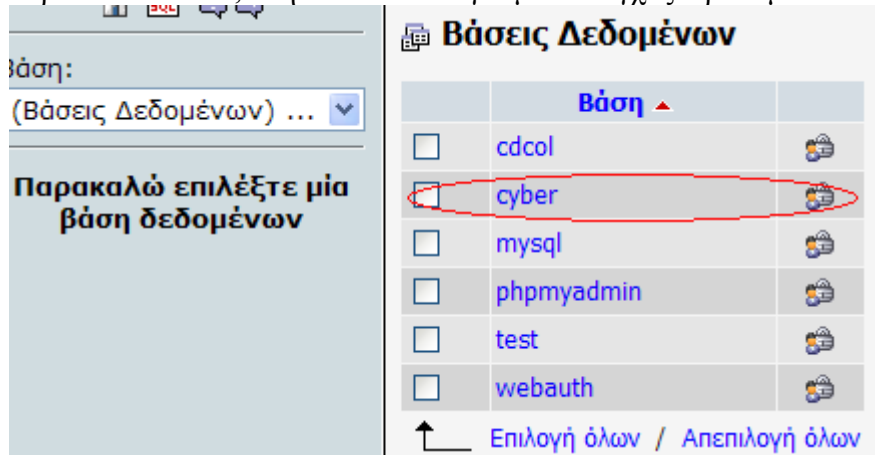 SQL
Βάση:
(Βάσεις Δεδομένων) ...
Παρακαλώ επιλέξτε μία
βάση δεδομένων
Βάσεις Δεδομένων
Βάση
cdcol
cyber
mysql
phpmyadmin
test
webauth
Επιλογή όλων / Απεπιλογή όλων